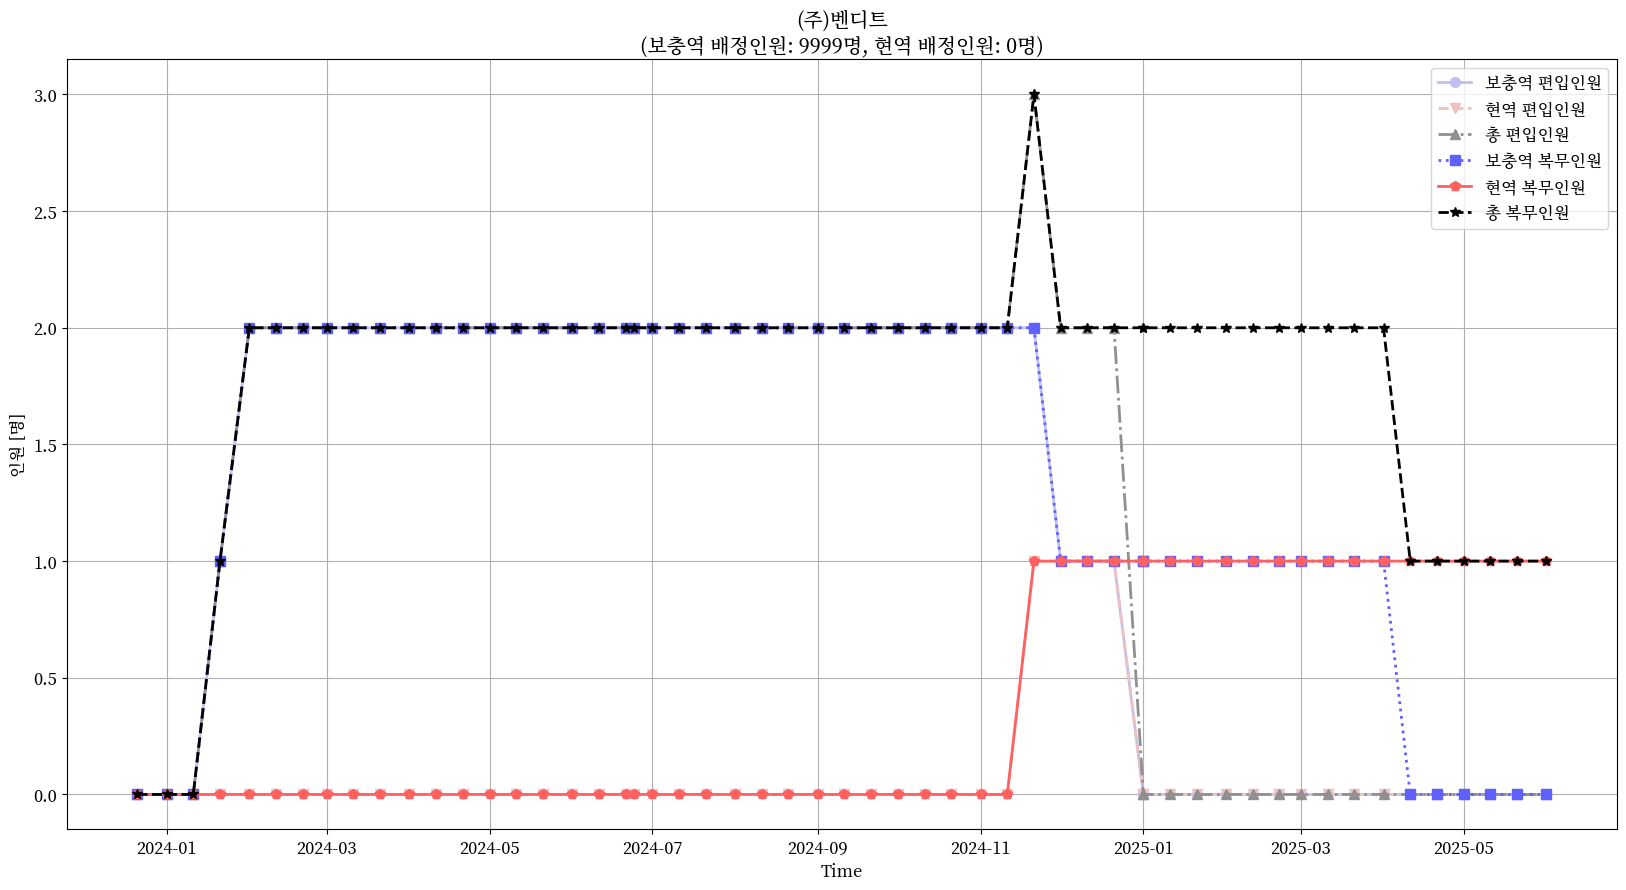 (주)벤디트
(보충역 배정인원: 9999명, 현역 배정인원: 0명)
3.0
2.5
2.0
1.5
1.0
0.5
0.0
인원 [명]
보충역 편입인원
현역 편입인원
총 편입인원
보충역 복무인원
현역 복무인원
총 복무인원
2024-01 2024-03 2024-05 2024-07 2024-09 2024-11 2025-01 2025-03 2025-05
Time